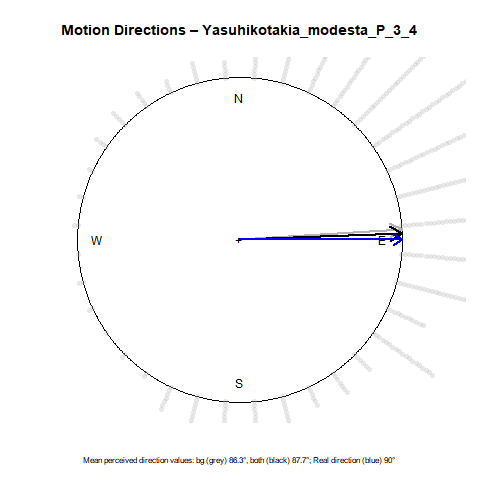 Motion Directions – Yasuhikotakia_modesta_P_3_4
N
W
E
S
Mean perceived direction values: bg (grey) 86.3°, both (black) 87.7°; Real direction (blue) 90°